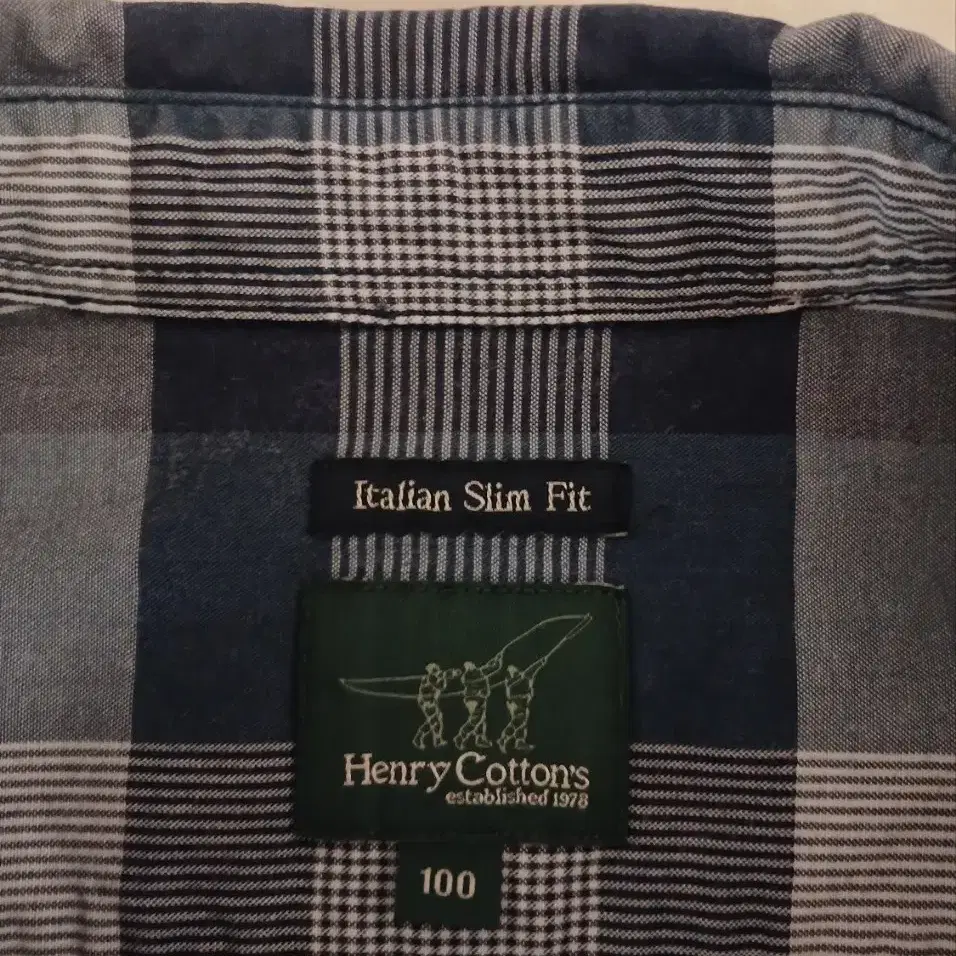 Italian Slim Fit
Henry Cotton's
established 1978
100